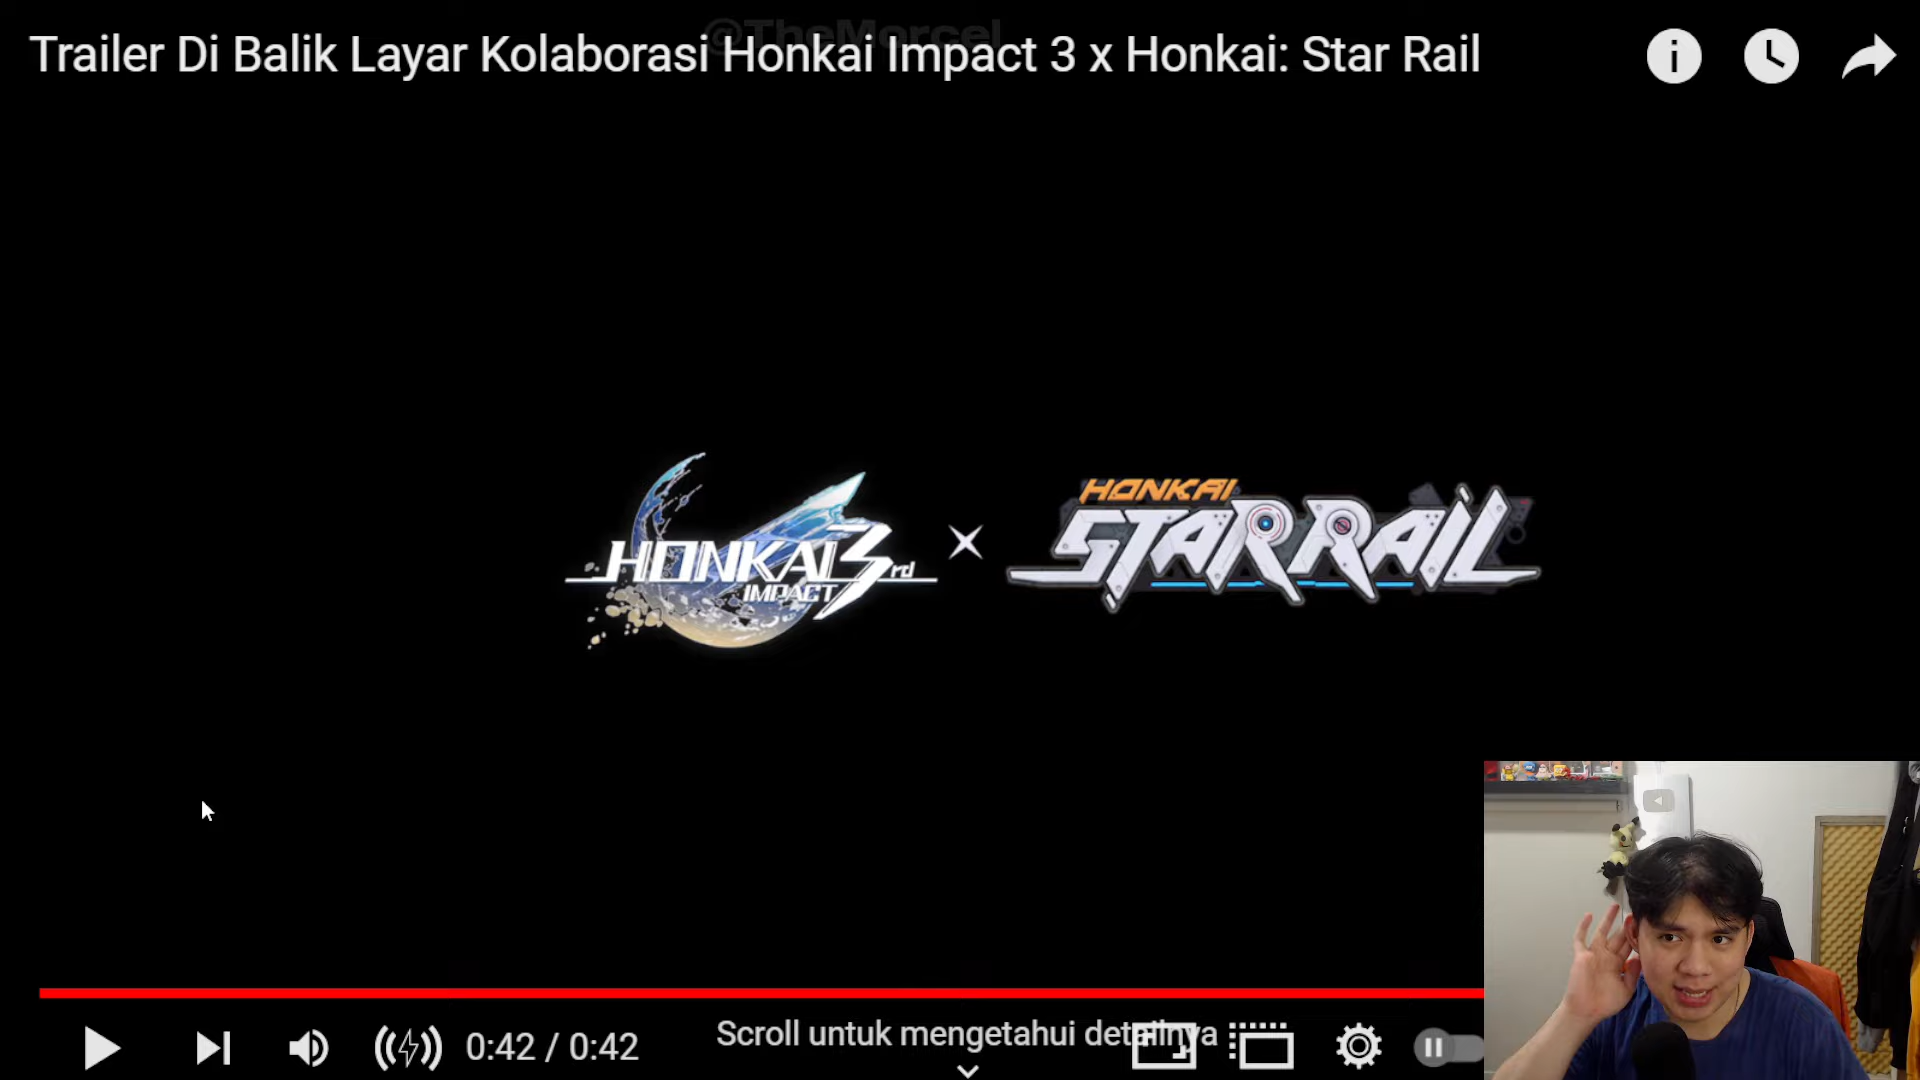 @TheMorcel
Trailer Di Balik Layar Kolaborasi Honkai Impact 3 x Honkai: Star Rail
HONKAI 3rd
IMPACT
X
HONKAI
STAR RAIL
0:42 / 0:42
Scroll untuk mengetahui detailnya